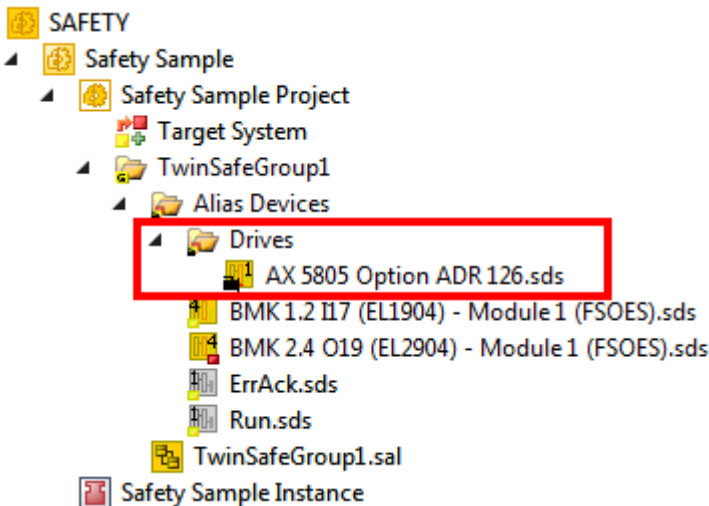 SAFETY
Safety Sample
Safety Sample Project
Target System
TwinSafeGroup1
Alias Devices
Drives
AX 5805 Option ADR 126.sds
BMK 1.2 I17 (EL1904) - Module 1 (FSOES).sds
BMK 2.4 O19 (EL2904) - Module 1 (FSOES).sds
ErrAck.sds
Run.sds
TwinSafeGroup1.sal
Safety Sample Instance